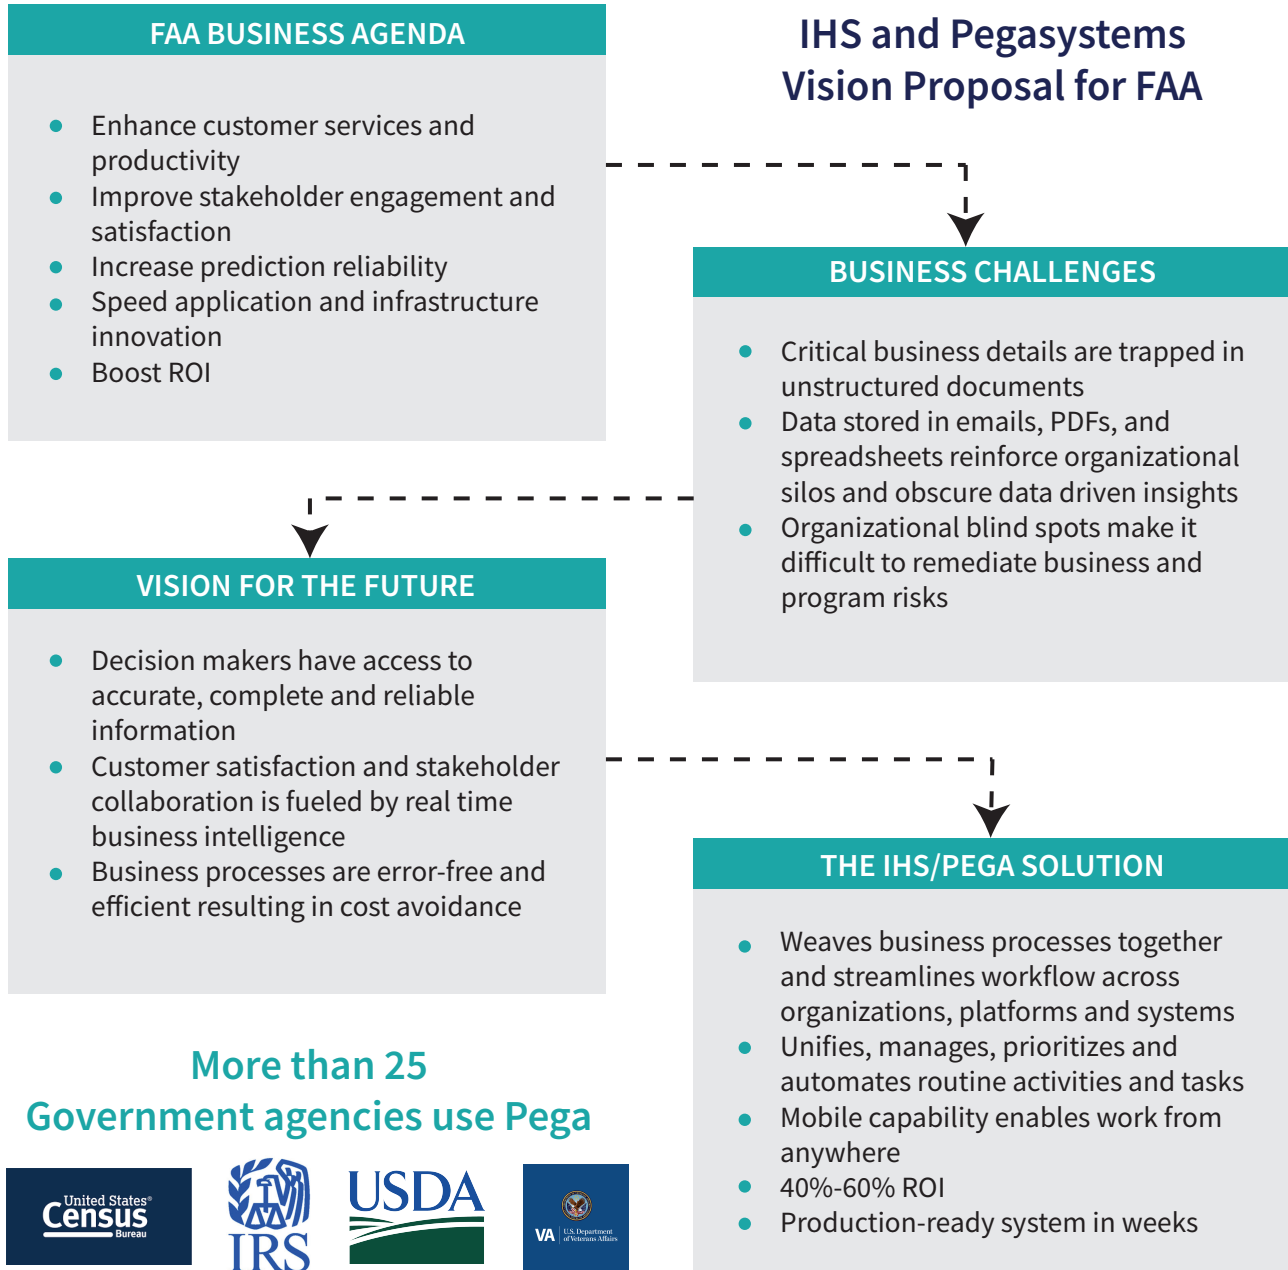 FAA BUSINESS AGENDA
Enhance customer services and
productivity
Improve stakeholder engagement and
satisfaction
Increase prediction reliability
Speed application and infrastructure
innovation
Boost ROI
IHS and Pegasystems
Vision Proposal for FAA
BUSINESS CHALLENGES
Critical business details are trapped in
unstructured documents
Data stored in emails, PDFs, and
spreadsheets reinforce organizational
silos and obscure data driven insights
Organizational blind spots make it
difficult to remediate business and
program risks
VISION FOR THE FUTURE
Decision makers have access to
accurate, complete and reliable
information
Customer satisfaction and stakeholder
collaboration is fueled by real time
business intelligence
Business processes are error-free and
efficient resulting in cost avoidance
THE IHS/PEGA SOLUTION
Weaves business processes together
and streamlines workflow across
organizations, platforms and systems
Unifies, manages, prioritizes and
automates routine activities and tasks
Mobile capability enables work from
anywhere
40%-60% ROI
Production-ready system in weeks
More than 25
Government agencies use Pega
United States®
Census
Bureau
IRS
USDA
VA
U.S. Department
of Veterans Affairs